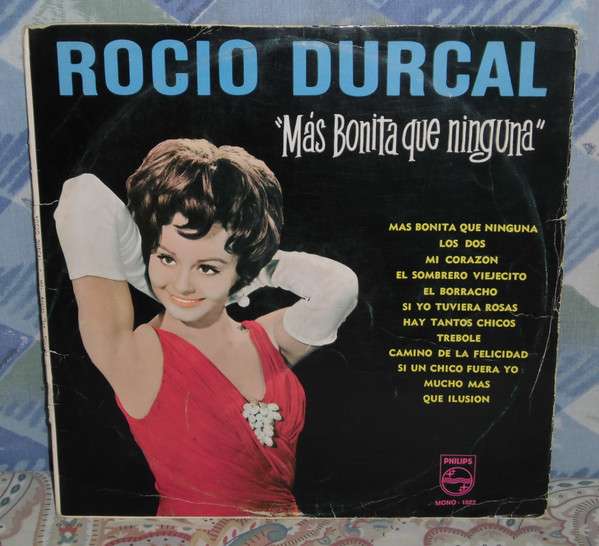 ROCIO DURCAL
"Más Bonita que ninguna"
MAS BONITA QUE NINGUNA
LOS DOS
MI CORAZON
EL SOMBRERO VIEJECITO
EL BORRACHO
SI YO TUVIERA ROSAS
HAY TANTOS CHICOS
TREBOLE
CAMINO DE LA FELICIDAD
SI UN CHICO FUERA YO
MUCHO MAS
QUE ILUSION
PHILIPS
MONO - 1022